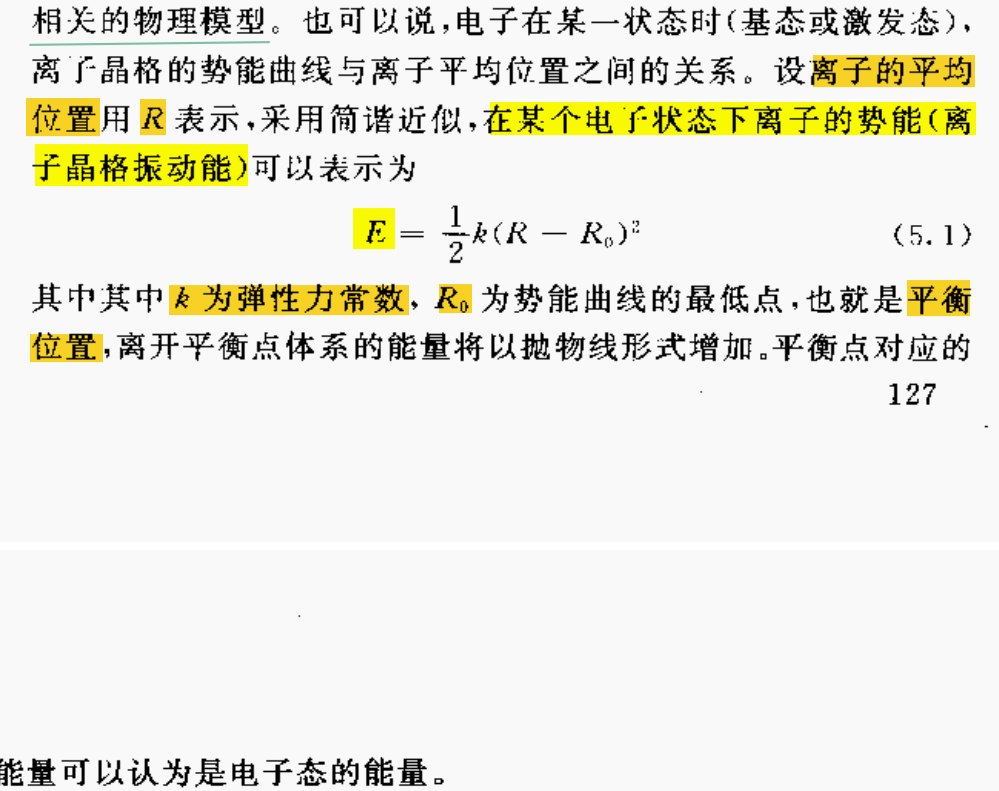 相关的物理模型。也可以说,电子在某一状态时(基态或激发态),
离子晶格的势能曲线与离子平均位置之间的关系。设离子的平均
位置用 R 表示,采用简谐近似,在某个电子状态下离子的势能(离
子晶格振动能)可以表示为
E = \frac{1}{2}k(R − R₀)² (5.1)
其中其中 k 为弹性力常数, R₀ 为势能曲线的最低点,也就是平衡
位置,离开平衡点体系的能量将以抛物线形式增加。平衡点对应的
127
能量可以认为是电子态的能量。